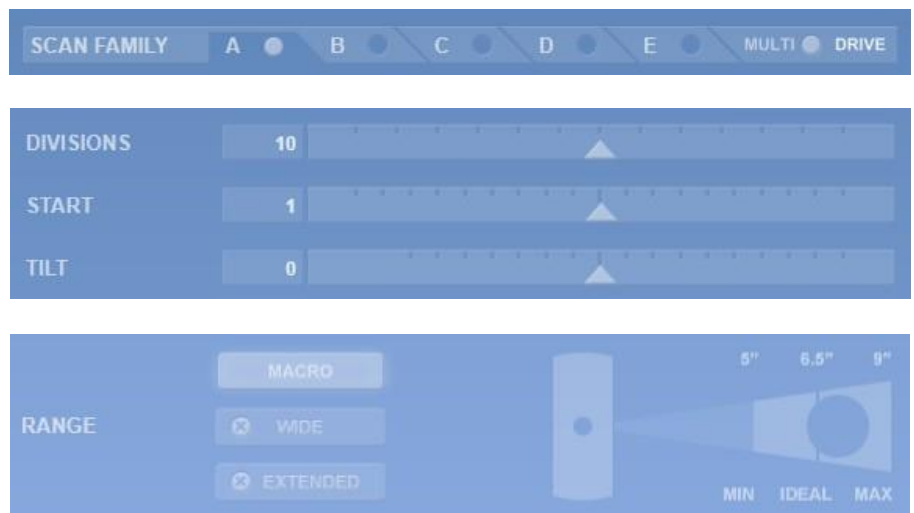 SCAN FAMILY A B C D E MULTI DRIVE
DIVISIONS 10
START 1
TILT 0
MACRO 5" 6.5" 9"
RANGE WIDE
EXTENDED MIN IDEAL MAX